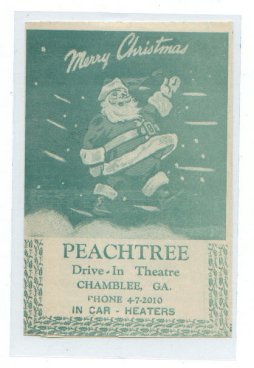 Merry Christmas
PEACHTREE
Drive-In Theatre
CHAMBLEE, GA.
PHONE 4-7-2010
IN CAR - HEATERS